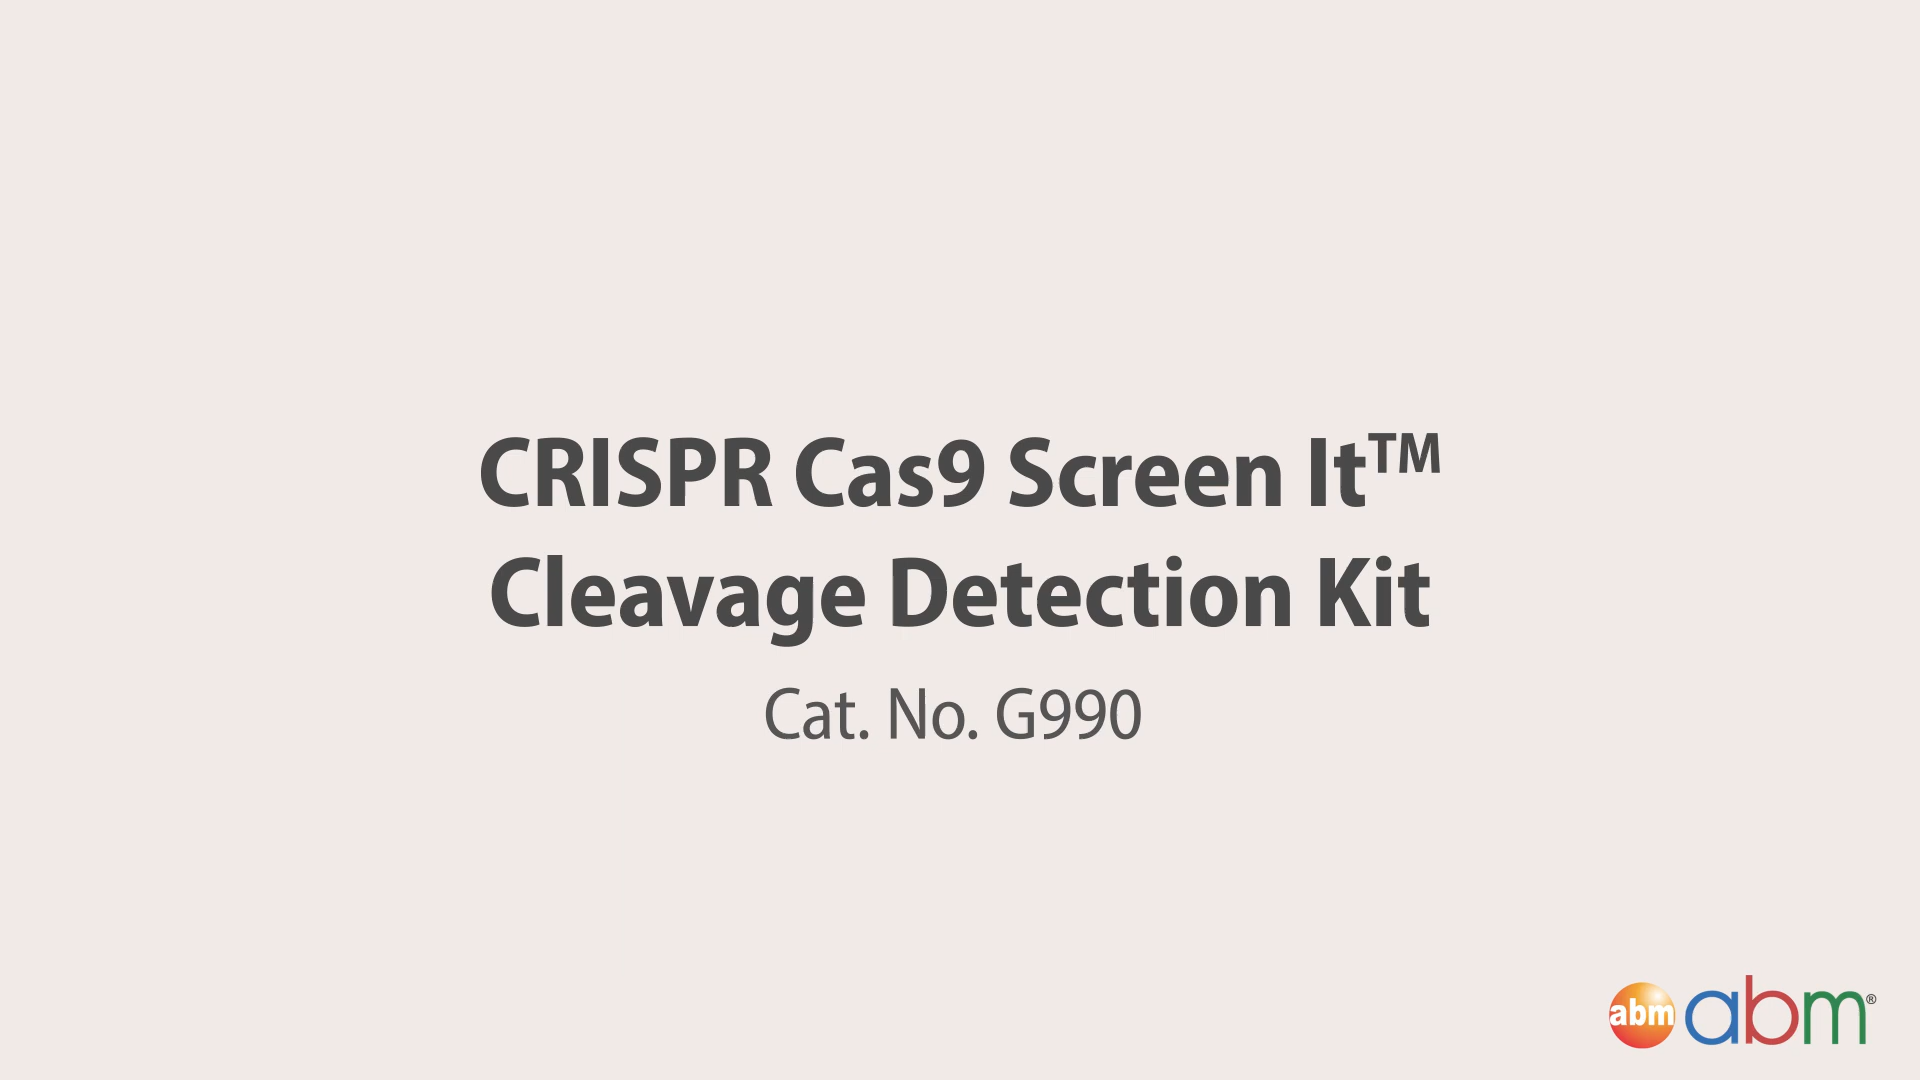 CRISPR Cas9 Screen It™
Cleavage Detection Kit
Cat. No. G990
abm abm®